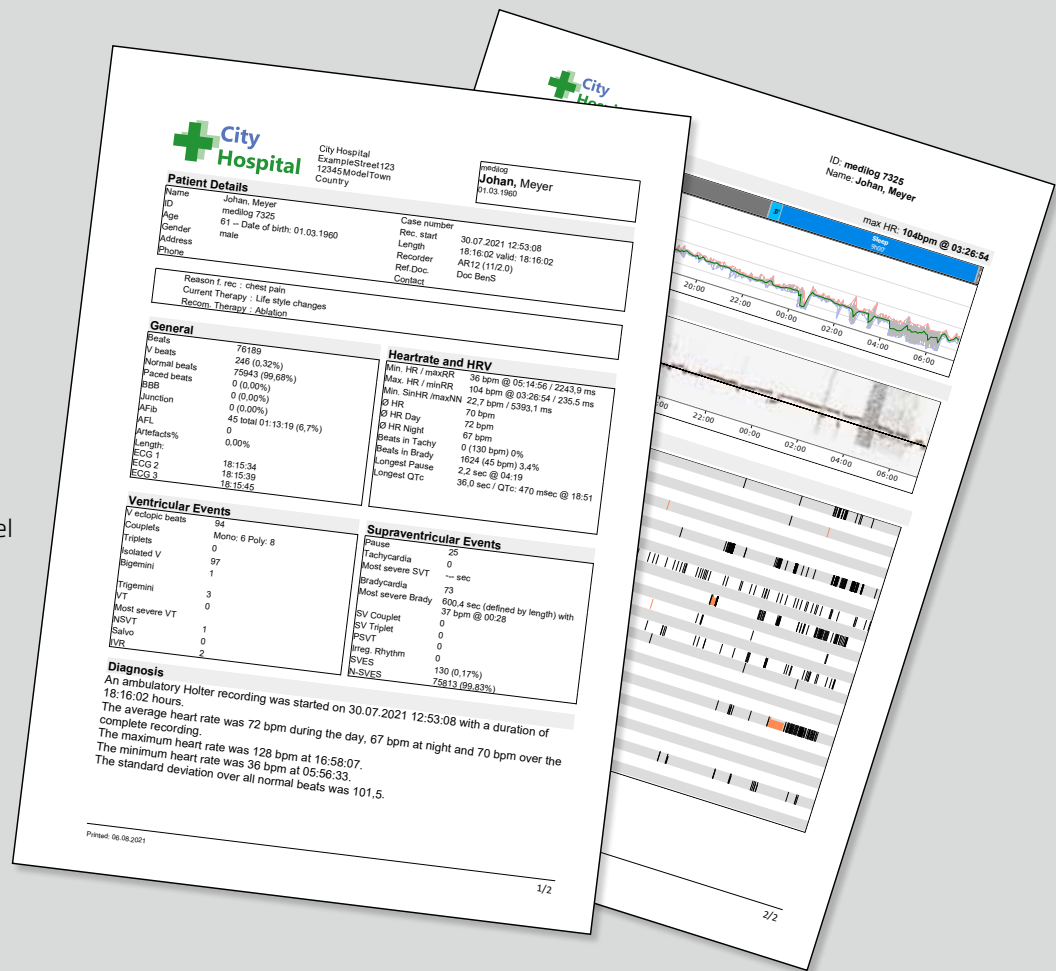 City
Hospital
City Hospital
ExampleStreet123
12345ModelTown
Country
medilog
Johan, Meyer
01.03.1960
Patient Details
Name Johan, Meyer
ID medilog 7325
Age 61 -- Date of birth: 01.03.1960
Gender male
Address
Phone
Case number
Rec. start 30.07.2021 12:53:08
Length 18:16:02 valid: 18:16:02
Recorder AR12 (11/2.0)
Ref.Doc. Doc BenS
Contact
Reason f. rec : chest pain
Current Therapy : Life style changes
Recom. Therapy : Ablation
General
Beats 76189
V beats 246 (0,32%)
Normal beats 75943 (99,68%)
Paced beats 0 (0,00%)
BBB 0 (0,00%)
Junction 0 (0.00%)
AFib 45 total 01:13:19 (6,7%)
AFL 0
Artefacts% 0,00%
Length:
ECG 1 18:15:34
ECG 2 18:15:39
ECG 3 18:15:45
Heartrate and HRV
Min. HR / maxRR 36 bpm @ 05:14:56 / 2243,9 ms
Max. HR / minRR 104 bpm @ 03:26:54 / 235,5 ms
Min. SinHR /maxNN 22,7 bpm / 5393,1 ms
Ø HR 70 bpm
Ø HR Day 72 bpm
Ø HR Night 67 bpm
Beats in Tachy 0 (130 bpm) 0%
Beats in Brady 1624 (45 bpm) 3.4%
Longest Pause 2,2 sec @ 04:19
Longest QTc 36,0 sec / QTc: 470 msec @ 18:51
Ventricular Events
V ectopic beats 94
Couplets Mono: 6 Poly: 8
Triplets 0
Isolated V 97
Bigemini 1
Trigemini 3
VT 0
Most severe VT
NSVT 1
Salvo 0
IVR 2
Supraventricular Events
Pause 25
Tachycardia 0
Most severe SVT --- sec
Bradycardia 73
Most severe Brady 600,4 sec (defined by length) with
37 bpm @ 00:28
SV Couplet 0
SV Triplet 0
PSVT 0
Irreg. Rhythm 0
SVES 130 (0,17%)
N-SVES 75813 (99,83%)
Diagnosis
An ambulatory Holter recording was started on 30.07.2021 12:53:08 with a duration of
18:16:02 hours.
The average heart rate was 72 bpm during the day, 67 bpm at night and 70 bpm over the
complete recording.
The maximum heart rate was 128 bpm at 16:58:07.
The minimum heart rate was 36 bpm at 05:56:33.
The standard deviation over all normal beats was 101,5.
Printed: 06.08.2021
1/2
City
ID: medilog 7325
Name: Johan, Meyer
max HR: 104bpm @ 03:26:54
Sleep
20:00 22:00 00:00 02:00 04:00 06:00
22:00 00:00 02:00 04:00 06:00
2/2
el